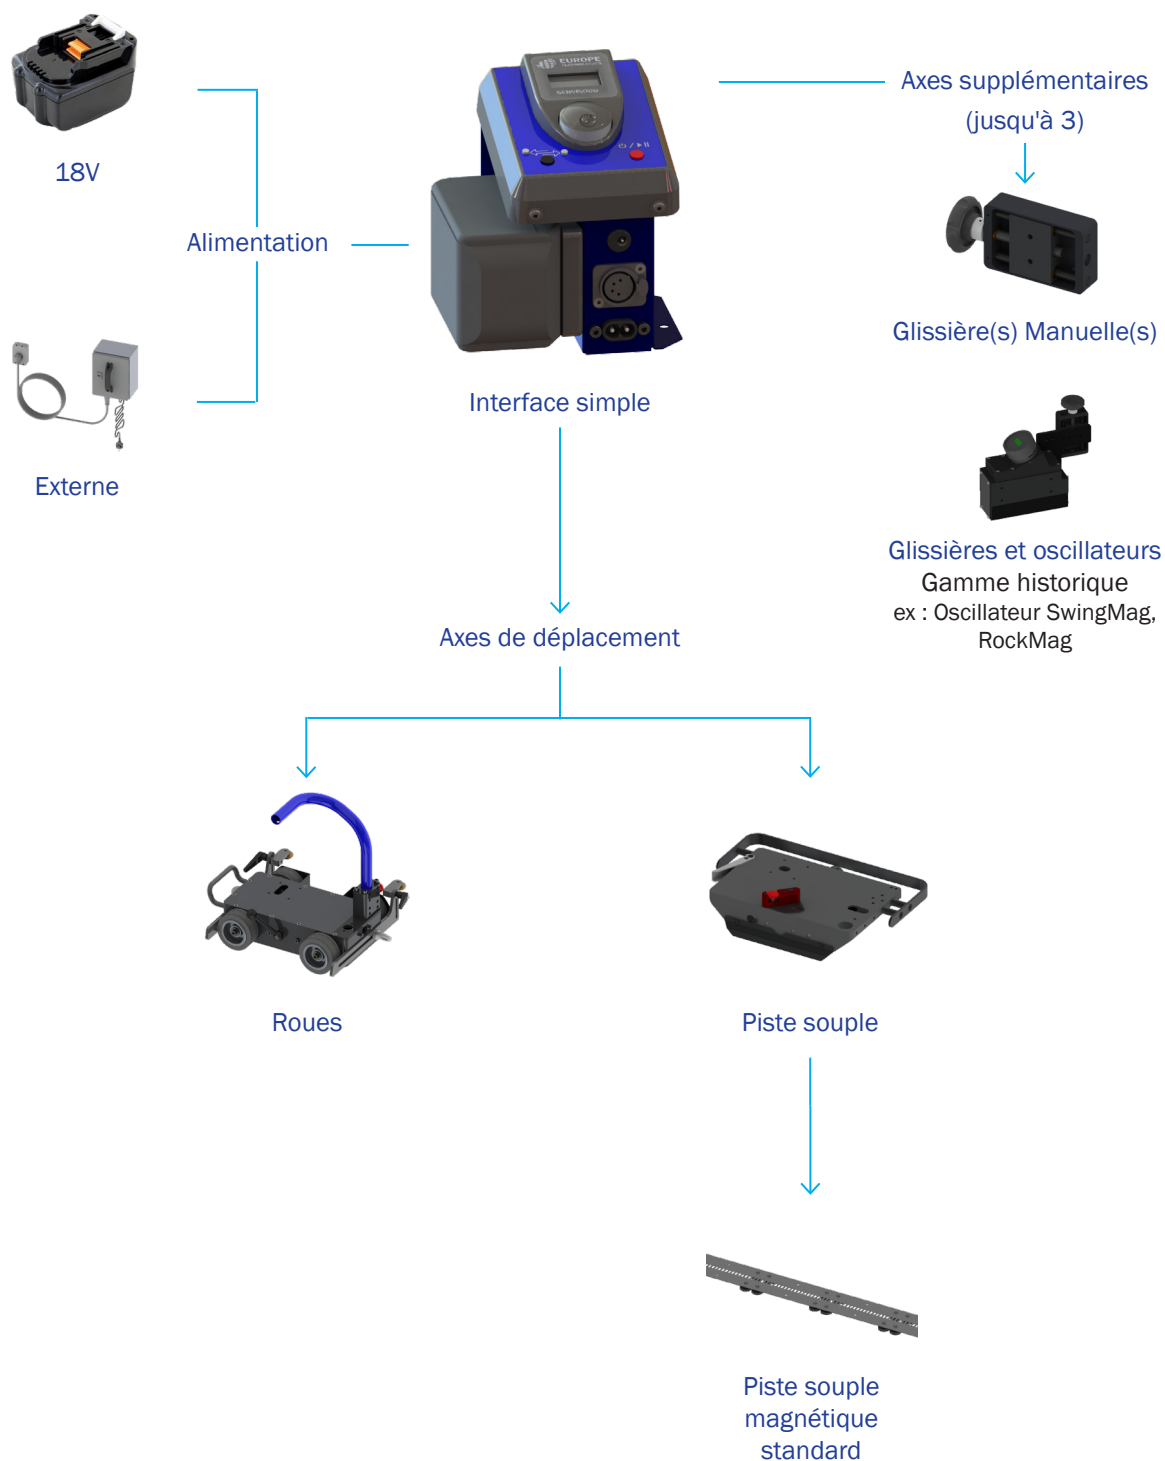 EUROPE
18V
Axes supplémentaires
(jusqu'à 3)
Alimentation
Glissière(s) Manuelle(s)
Interface simple
Externe
Glissières et oscillateurs
Gamme historique
ex : Oscillateur SwingMag,
RockMag
Axes de déplacement
Roues
Piste souple
Piste souple
magnétique
standard